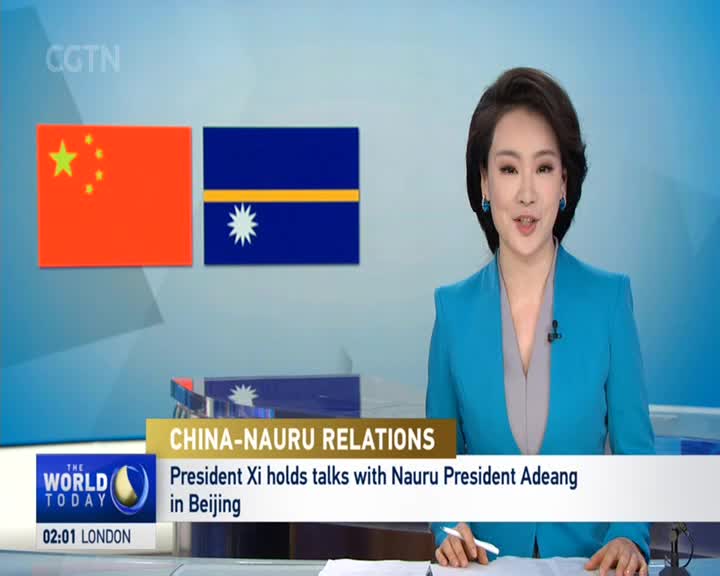 CGTN
CHINA-NAURU RELATIONS
President Xi holds talks with Nauru President Adeang
in Beijing
THE
WORLD
TODAY
02:01 LONDON